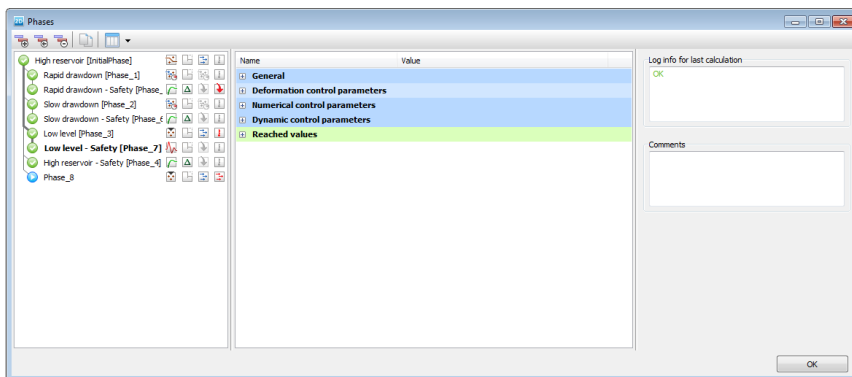 Phases
High reservoir [InitialPhase]
Rapid drawdown [Phase_1]
Rapid drawdown - Safety [Phase_
Slow drawdown [Phase_2]
Slow drawdown - Safety [Phase_6
Low level [Phase_3]
Low level - Safety [Phase_7]
High reservoir - Safety [Phase_4]
Phase_8
Name Value
General
Deformation control parameters
Numerical control parameters
Dynamic control parameters
Reached values
Log info for last calculation
OK
Comments
OK